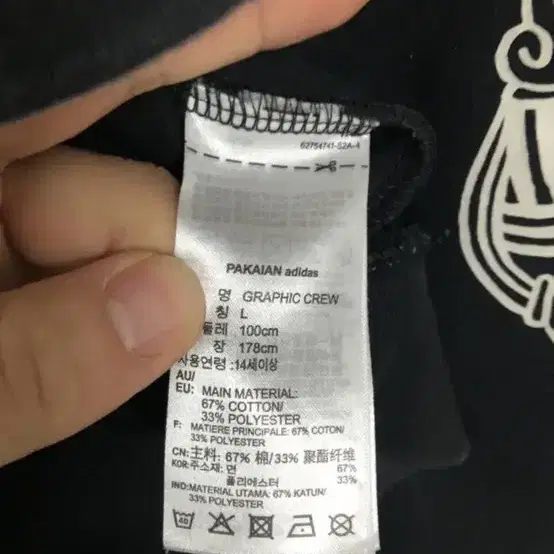 62754741-S2A-4
PAKAIAN adidas
명 GRAPHIC CREW
칭 L
둘레 100cm
장 178cm
사용연령:14세이상
AU/
EU: MAIN MATERIAL:
67% COTTON/
33% POLYESTER
F: MATIERE PRINCIPALE: 67% COTON/
33% POLYESTER
CN:主料: 67% 棉/33% 聚酯纤维
KOR:주소재: 면 67%
폴리에스터 33%
IND:MATERIAL UTAMA: 67% KATUN/
33% POLYESTER
40